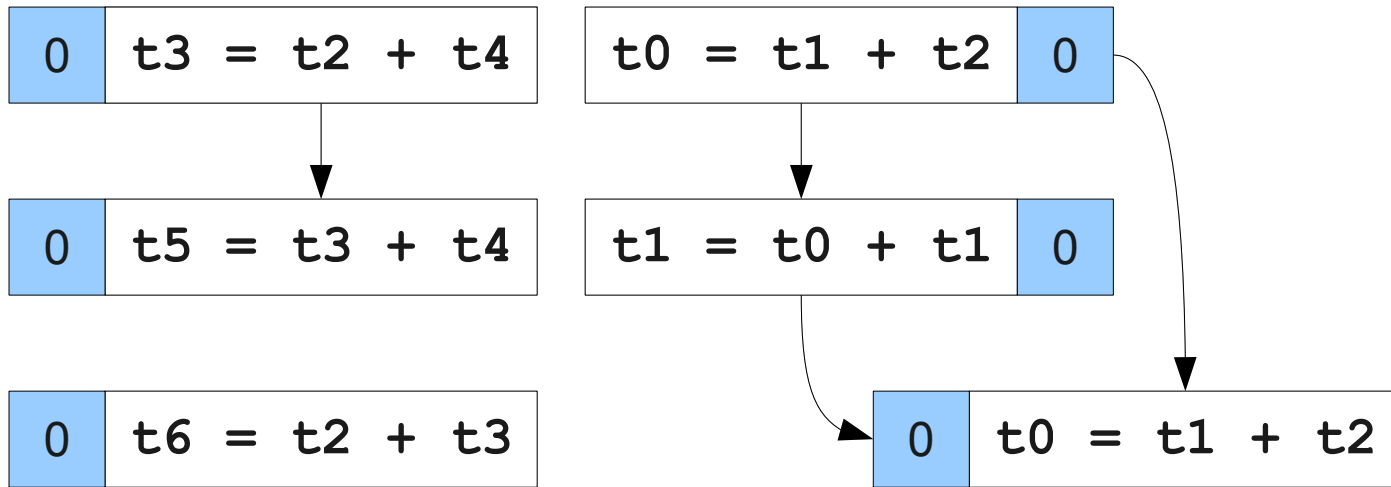 0 t3 = t2 + t4
t0 = t1 + t2 0
0 t5 = t3 + t4
t1 = t0 + t1 0
0 t6 = t2 + t3
0 t0 = t1 + t2